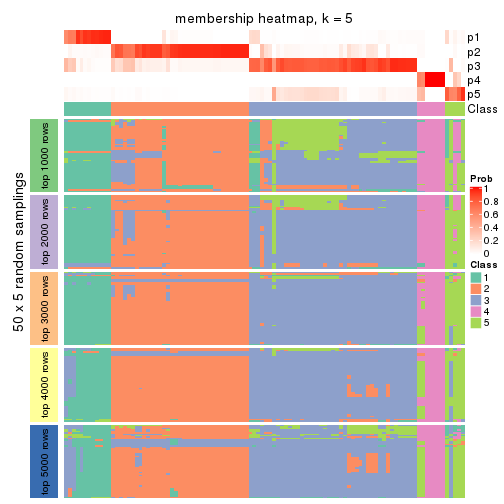 membership heatmap, k = 5
p1
p2
p3
p4
p5
Class
50 x 5 random samplings
top 1000 rows
top 2000 rows
top 3000 rows
top 4000 rows
top 5000 rows
Prob
1
0.8
0.6
0.4
0.2
0
Class
1
2
3
4
5